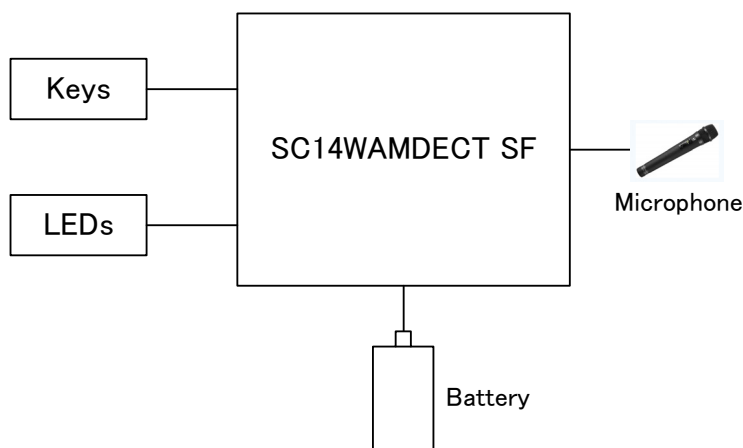 Keys
SC14WAMDECT SF
LEDs
Microphone
Battery